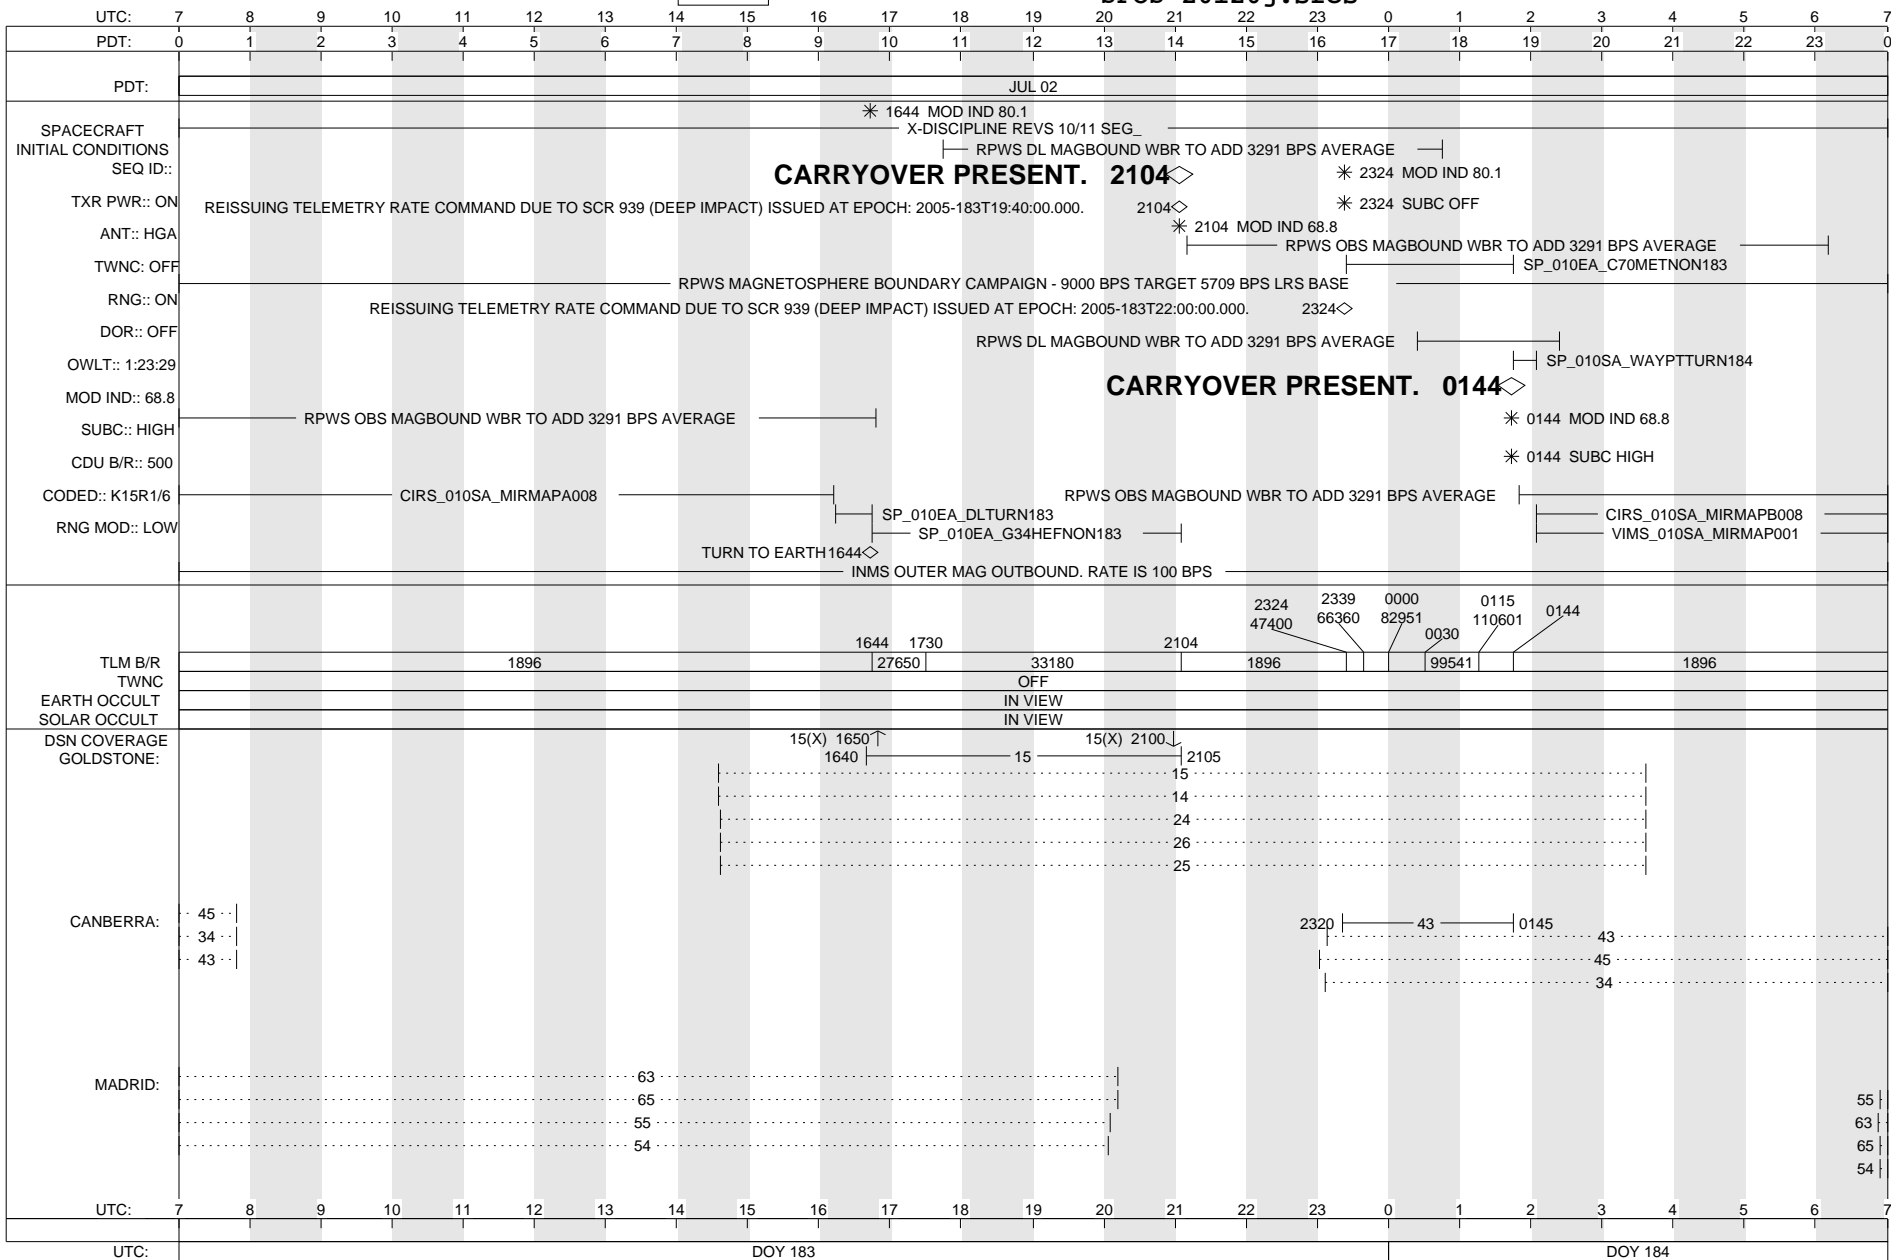 UTC: 7 8 9 10 11 12 13 14 15 16 17 18 19 20 21 22 23 0 1 2 3 4 5 6 7
PDT: 0 1 2 3 4 5 6 7 8 9 10 11 12 13 14 15 16 17 18 19 20 21 22 23 0
PDT: JUL 02
1644 MOD IND 80.1
SPACECRAFT
INITIAL CONDITIONS
SEQ ID::
TXR PWR:: ON
ANT:: HGA
TWNC: OFF
RNG:: ON
DOR:: OFF
OWLT:: 1:23:29
MOD IND:: 68.8
SUBC:: HIGH
CDU B/R:: 500
CODED:: K15R1/6
RNG MOD:: LOW
X-DISCIPLINE REVS 10/11 SEG_
RPWS DL MAGBOUND WBR TO ADD 3291 BPS AVERAGE
CARRYOVER PRESENT. 2104
2324 MOD IND 80.1
REISSUING TELEMETRY RATE COMMAND DUE TO SCR 939 (DEEP IMPACT) ISSUED AT EPOCH: 2005-183T19:40:00.000. 2104
2324 SUBC OFF
2104 MOD IND 68.8
RPWS OBS MAGBOUND WBR TO ADD 3291 BPS AVERAGE
SP_010EA_C70METNON183
RPWS MAGNETOSPHERE BOUNDARY CAMPAIGN - 9000 BPS TARGET 5709 BPS LRS BASE
REISSUING TELEMETRY RATE COMMAND DUE TO SCR 939 (DEEP IMPACT) ISSUED AT EPOCH: 2005-183T22:00:00.000. 2324
RPWS DL MAGBOUND WBR TO ADD 3291 BPS AVERAGE
SP_010SA_WAYPTTURN184
CARRYOVER PRESENT. 0144
RPWS OBS MAGBOUND WBR TO ADD 3291 BPS AVERAGE
0144 MOD IND 68.8
0144 SUBC HIGH
CIRS_010SA_MIRMAPA008
RPWS OBS MAGBOUND WBR TO ADD 3291 BPS AVERAGE
SP_010EA_DLTURN183
CIRS_010SA_MIRMAPB008
SP_010EA_G34HEFNON183
VIMS_010SA_MIRMAP001
TURN TO EARTH 1644
INMS OUTER MAG OUTBOUND. RATE IS 100 BPS
2324 2339 0000 0115
47400 66360 82951 110601 0144
0030
1644 1730 2104
TLM B/R 1896 27650 33180 1896 99541 1896
TWNC OFF
EARTH OCCULT IN VIEW
SOLAR OCCULT IN VIEW
DSN COVERAGE 15(X) 1650 15(X) 2100
GOLDSTONE: 1640 15 2105
15
14
24
26
25
CANBERRA:
45
34
43
2320 43 0145
43
45
34
MADRID:
63
65
55
54
55
63
65
54
UTC: 7 8 9 10 11 12 13 14 15 16 17 18 19 20 21 22 23 0 1 2 3 4 5 6 7
UTC: DOY 183 DOY 184